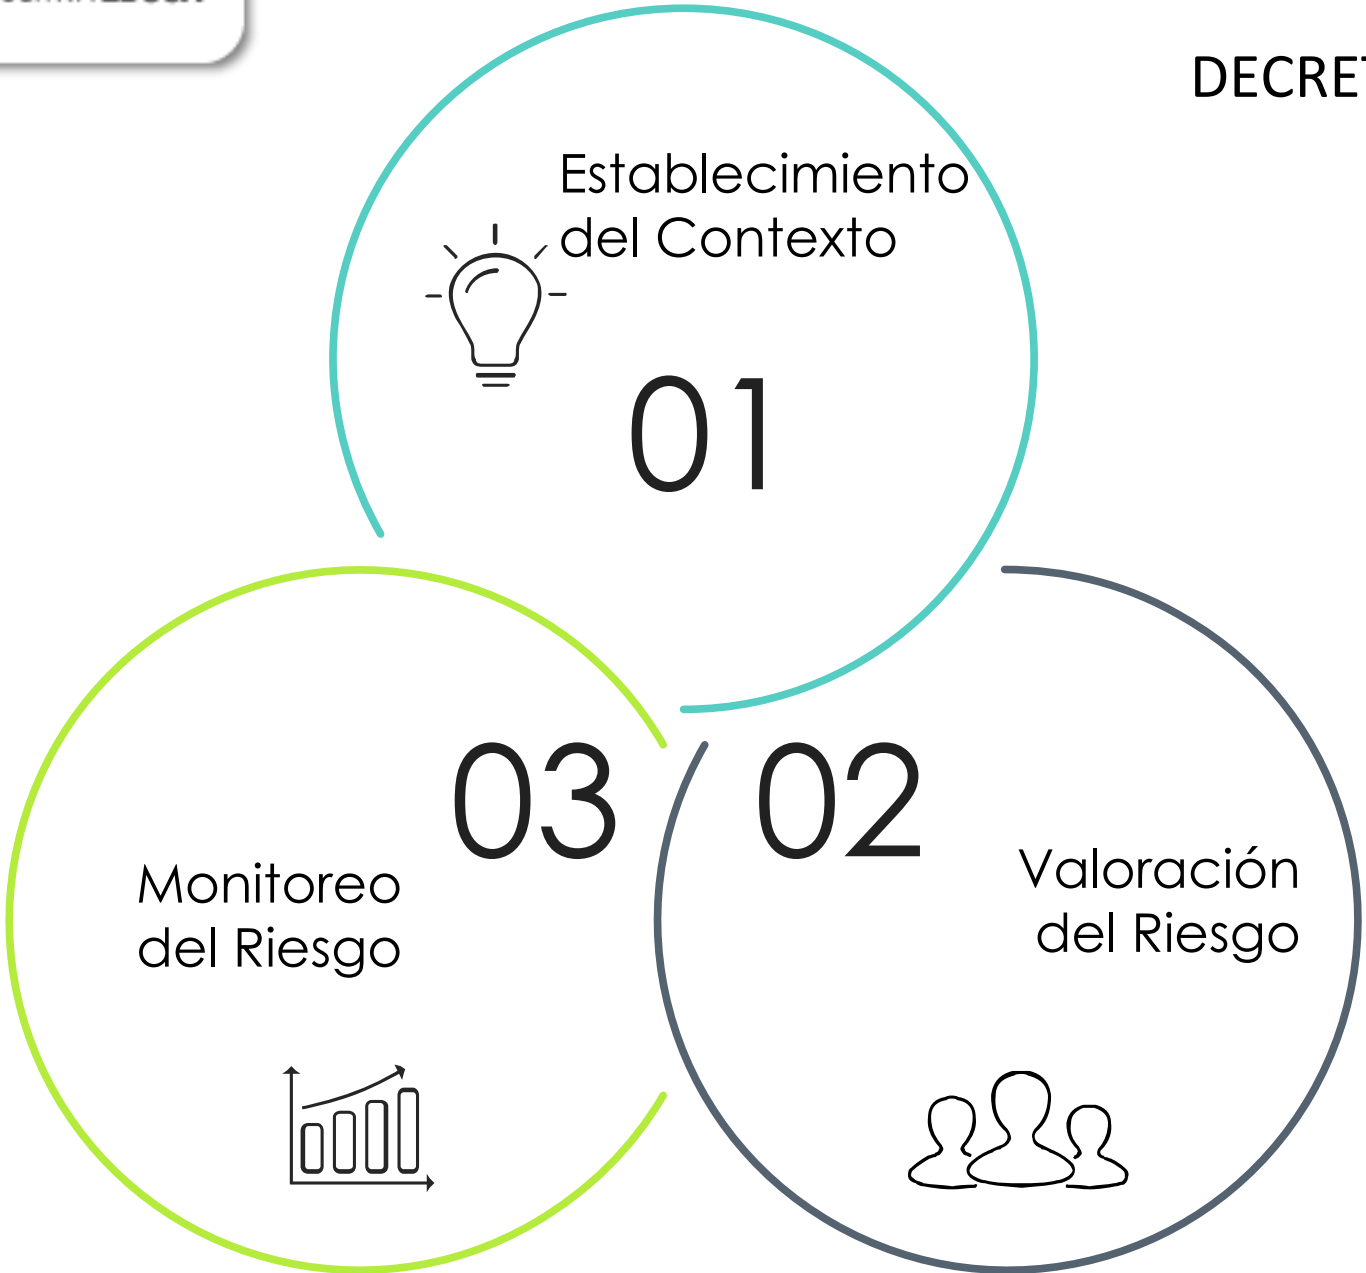 DECRET
Establecimiento
del Contexto
01
03
02
Monitoreo
del Riesgo
Valoración
del Riesgo